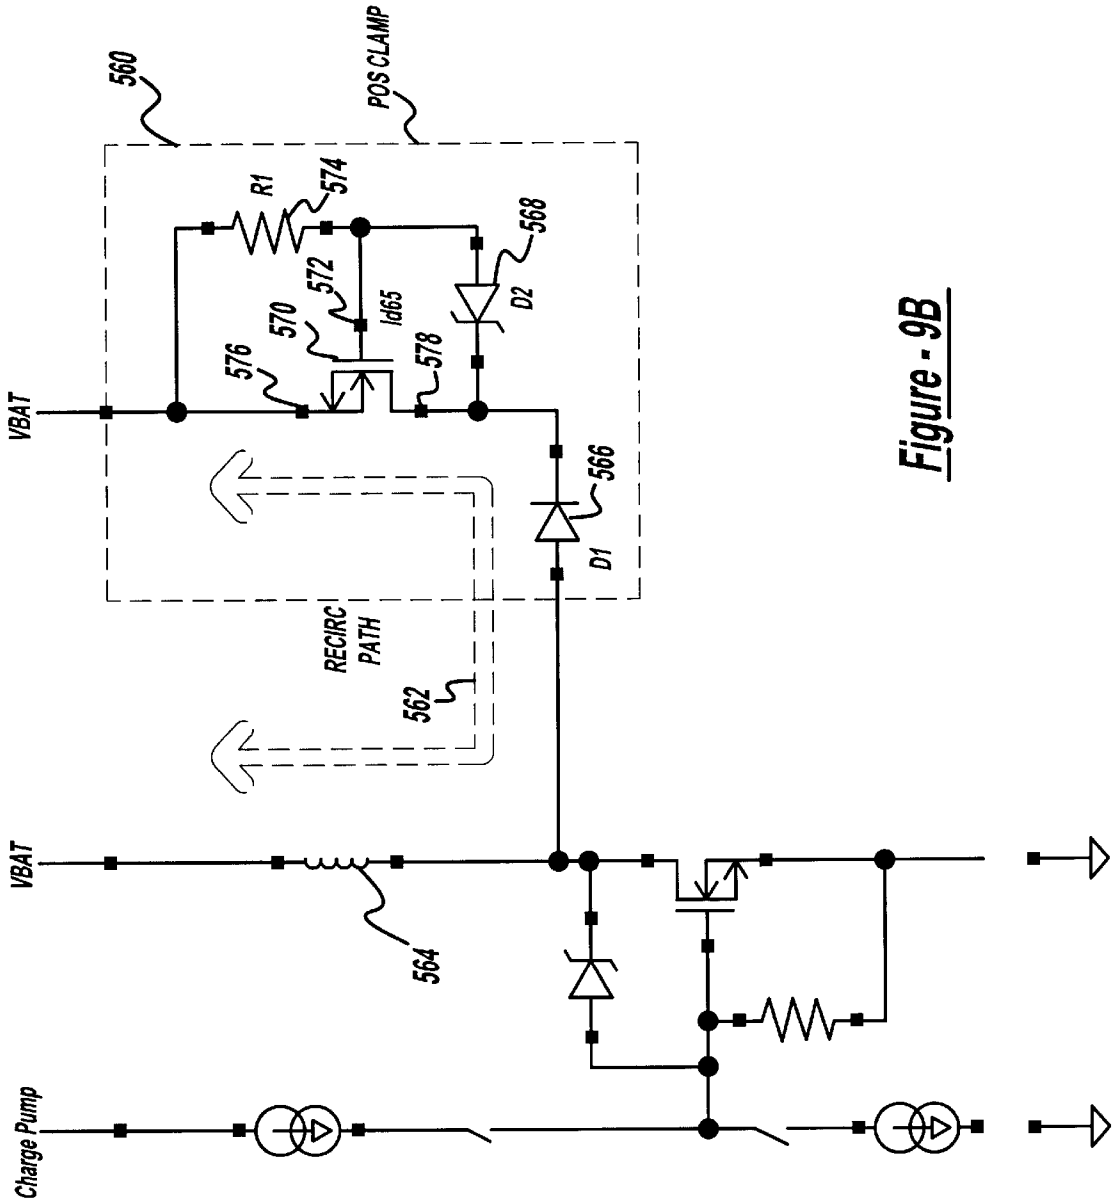 560
POS CLAMP
R1
574
572
Id65
570
576
568
D2
578
VBAT
566
D1
RECIRC
PATH
562
VBAT
564
Charge Pump
Figure - 9B